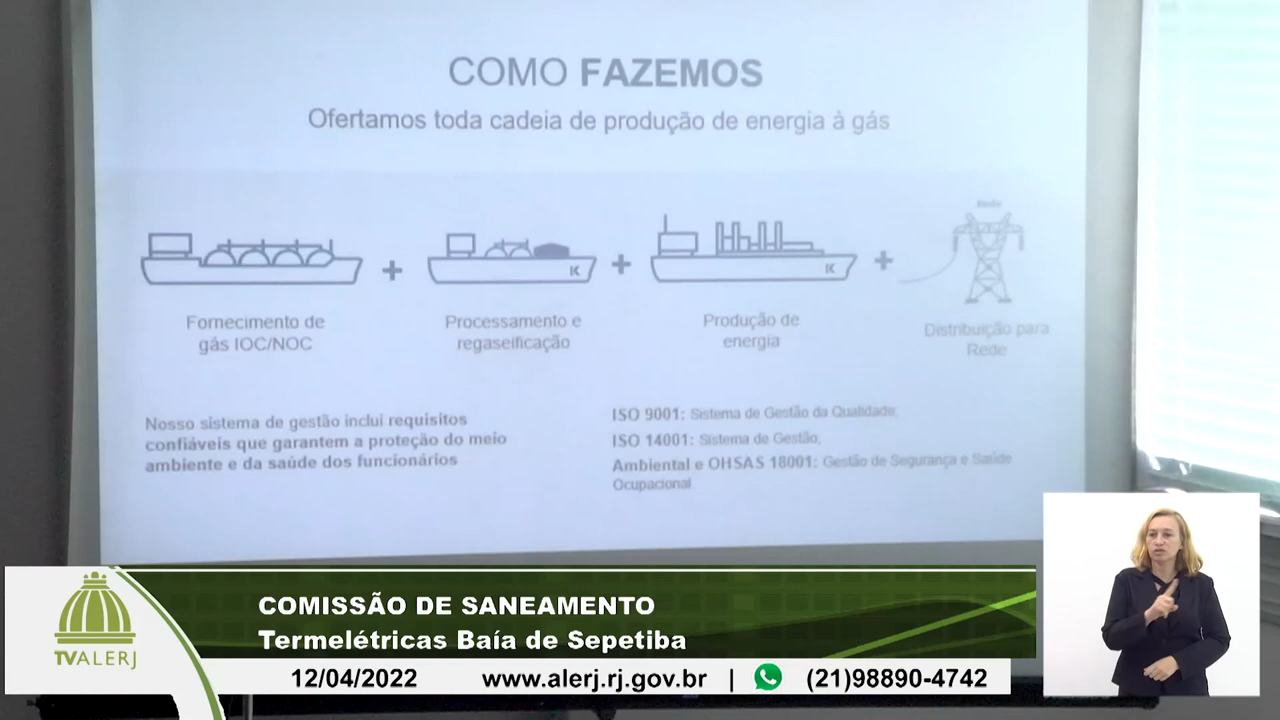 COMO FAZEMOS
Ofertamos toda cadeia de produção de energia à gás
Rede
K
K
Fornecimento de
gás IOC/NOC
Processamento e
regaseificação
Produção de
energia
Distribuição para
Rede
Nosso sistema de gestão inclui requisitos
confiáveis que garantem a proteção do meio
ambiente e da saúde dos funcionários
ISO 9001: Sistema de Gestão da Qualidade;
ISO 14001: Sistema de Gestão;
Ambiental e OHSAS 18001: Gestão de Segurança e Saúde
Ocupacional
TVALERJ
COMISSÃO DE SANEAMENTO
Termelétricas Baía de Sepetiba
12/04/2022 www.alerj.rj.gov.br | (21)98890-4742